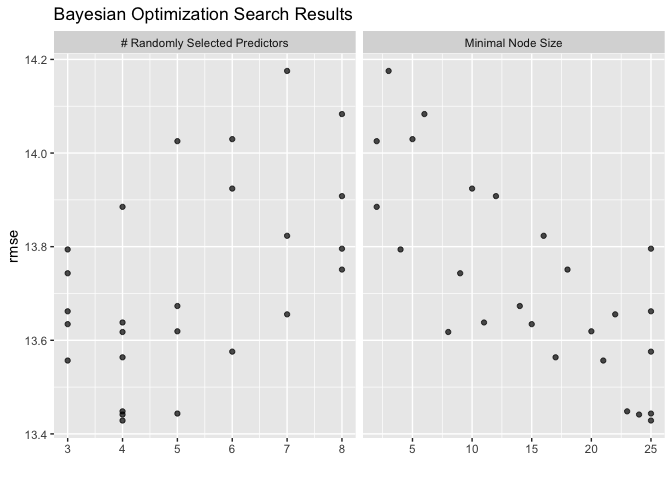 Bayesian Optimization Search Results
# Randomly Selected Predictors
Minimal Node Size
14.2
14.0
13.8
13.6
13.4
rmse
3 4 5 6 7 8
5 10 15 20 25